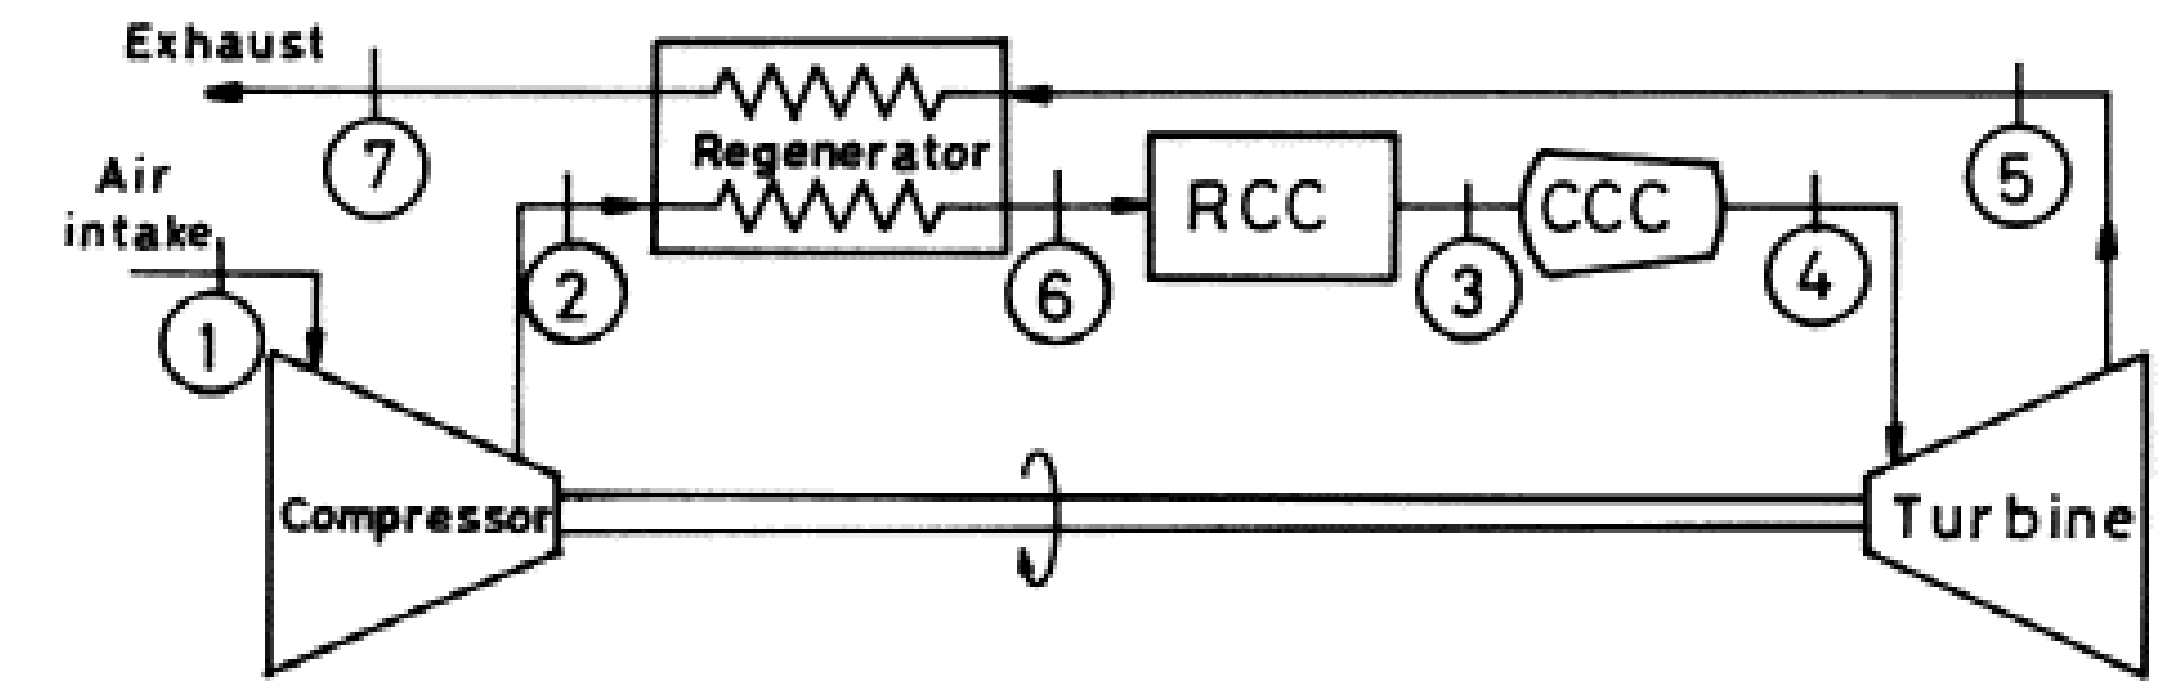 Exhaust
7
Regenerator
5
Air
intake
RCC
CCC
1
2
6
3
4
Compressor
Turbine